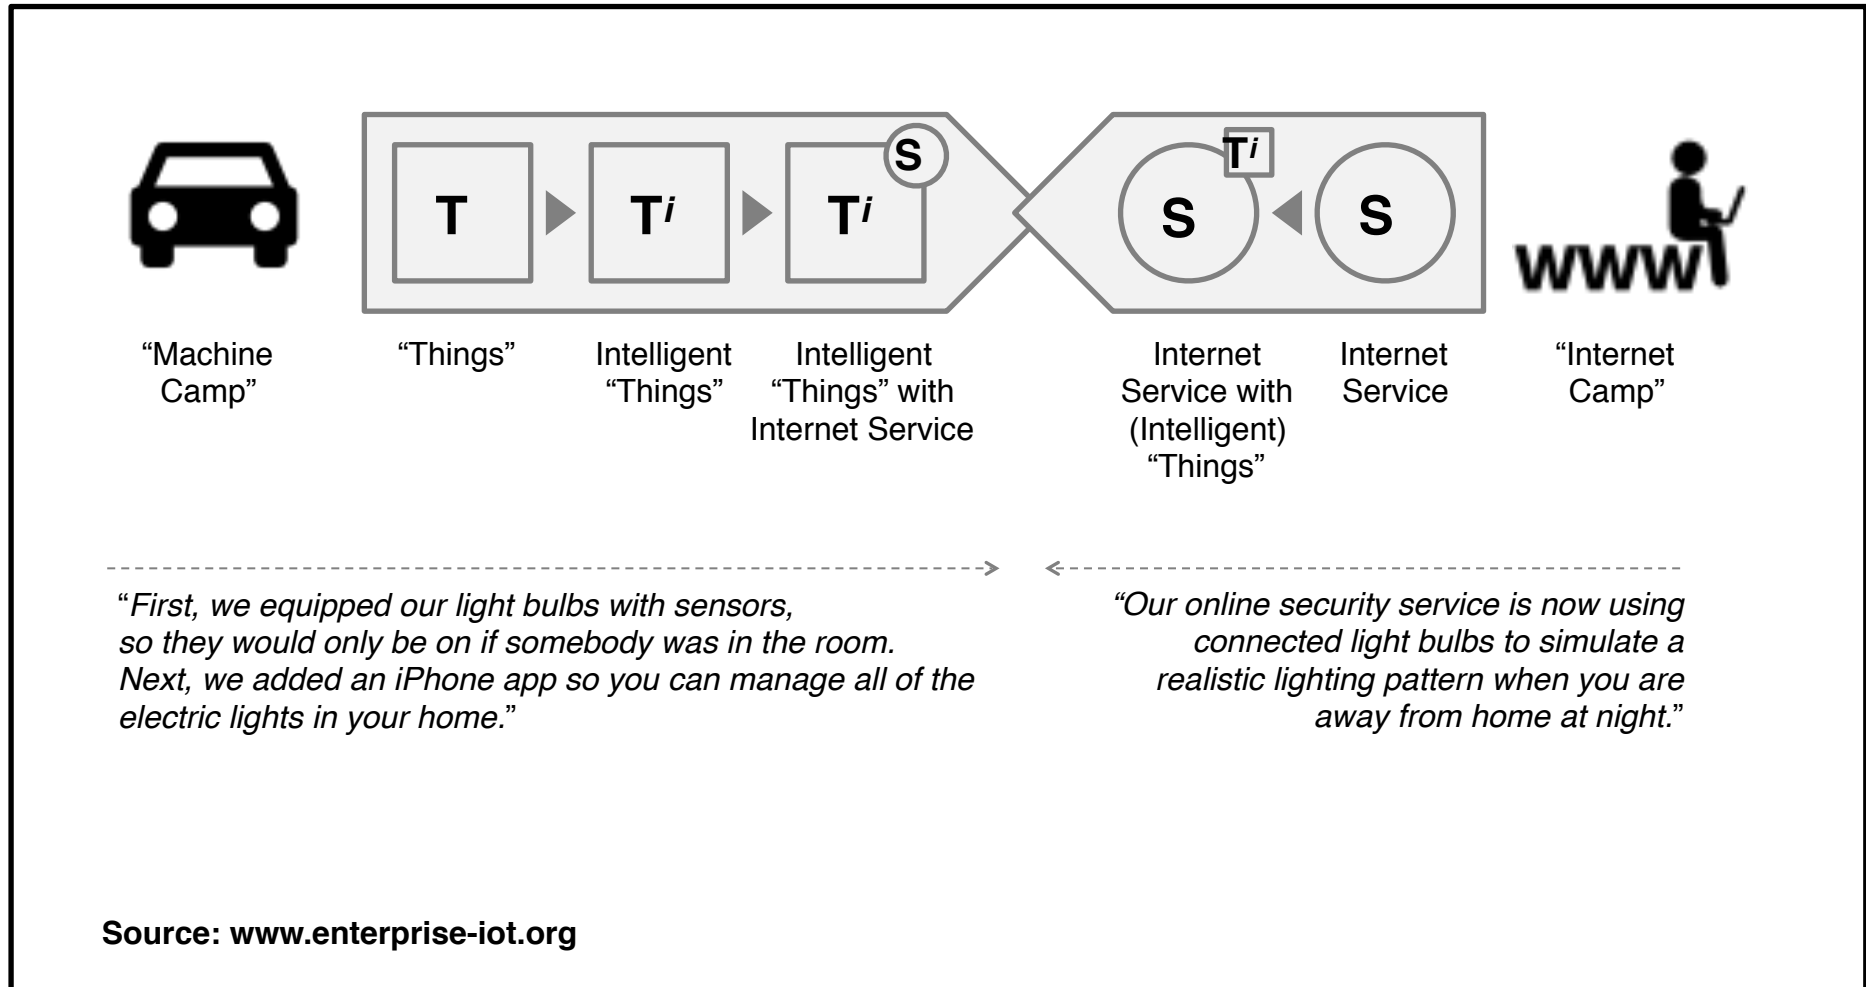 T
Ti
Ti
S
S
Ti
S
www
“Machine
Camp”
“Things”
Intelligent
“Things”
Intelligent
“Things” with
Internet Service
Internet
Service with
(Intelligent)
“Things”
Internet
Service
“Internet
Camp”
“First, we equipped our light bulbs with sensors,
so they would only be on if somebody was in the room.
Next, we added an iPhone app so you can manage all of the
electric lights in your home.”
“Our online security service is now using
connected light bulbs to simulate a
realistic lighting pattern when you are
away from home at night.”
Source: www.enterprise-iot.org